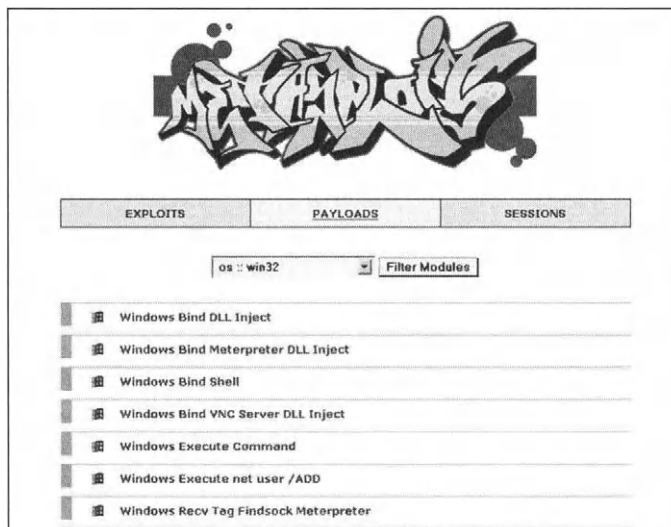 METASPLOIT
EXPLOITS PAYLOADS SESSIONS
os :: win32 Filter Modules
Windows Bind DLL Inject
Windows Bind Meterpreter DLL Inject
Windows Bind Shell
Windows Bind VNC Server DLL Inject
Windows Execute Command
Windows Execute net user /ADD
Windows Recv Tag Findsock Meterpreter